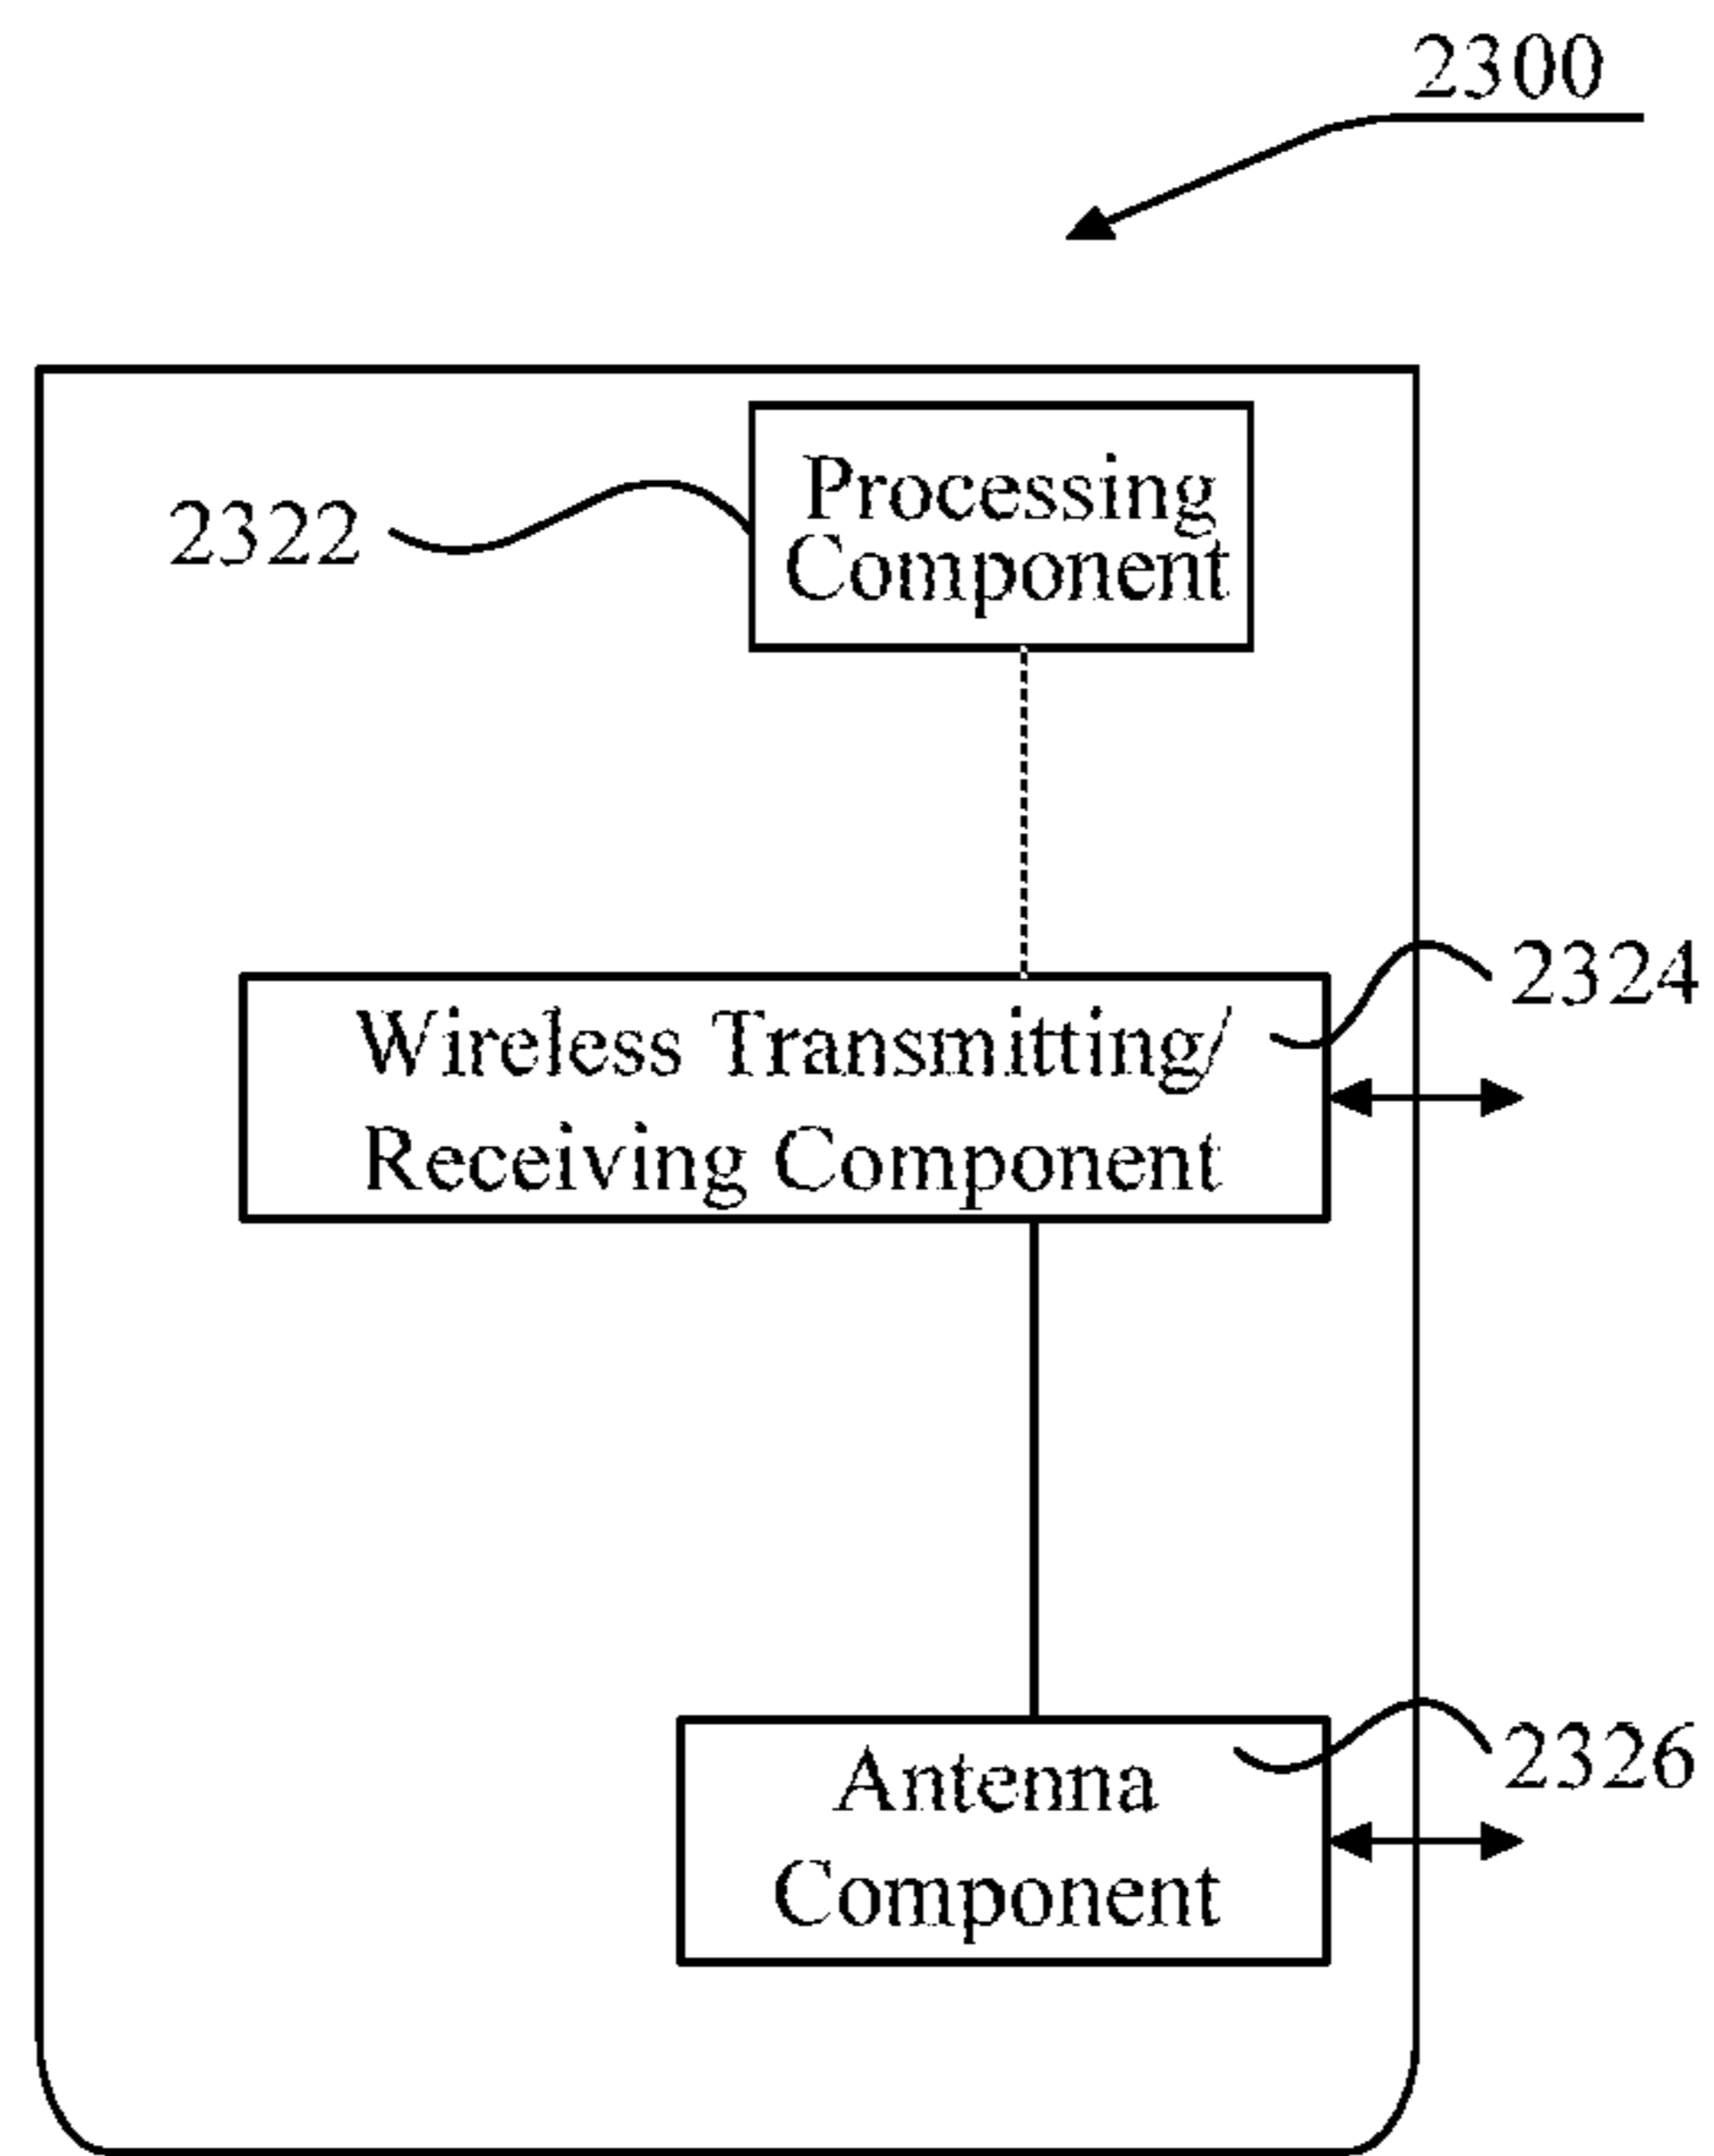 2300
Processing
2322
Component
2324
Wireless Transmitting/
Receiving Component
2326
Antenna
Component